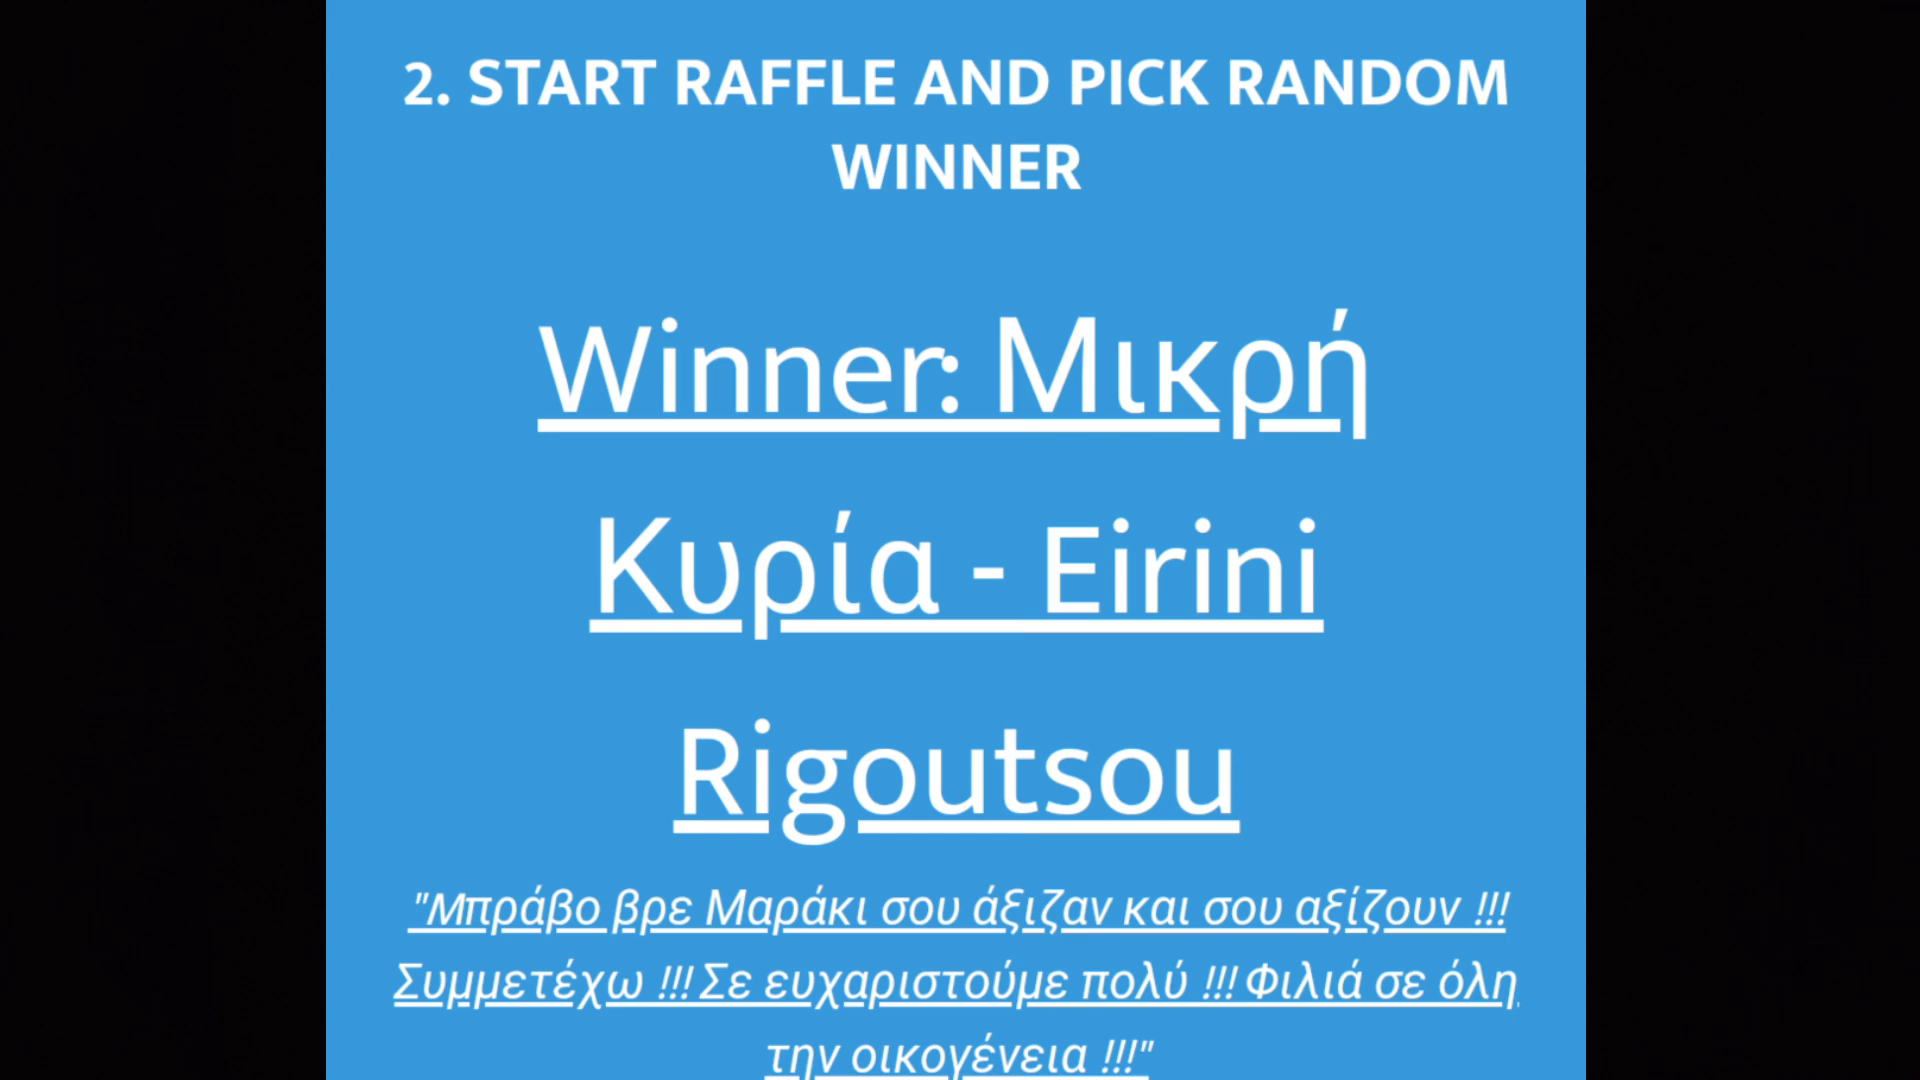 2. START RAFFLE AND PICK RANDOM
WINNER
Winner: Μικρή
Κυρία - Eirini
Rigoutsou
"Μπράβο βρε Μαράκι σου άξιζαν και σου αξίζουν !!!
Συμμετέχω !!! Σε ευχαριστούμε πολύ !!! Φιλιά σε όλη
την οικογένεια !!!"